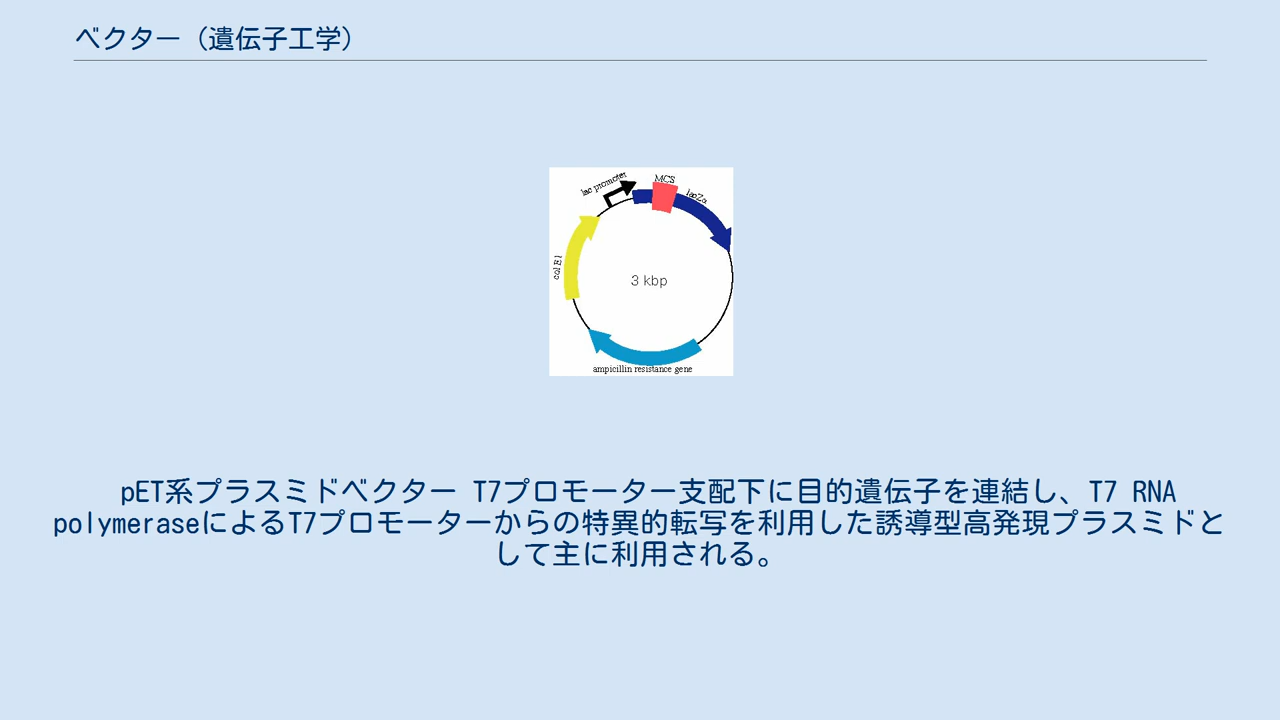 ベクター（遺伝子工学）
lac promoter
MCS
lacZa
col E1
3 kbp
ampicillin resistance gene
pET系プラスミドベクター T7プロモーター支配下に目的遺伝子を連結し、T7 RNA
polymeraseによるT7プロモーターからの特異的転写を利用した誘導型高発現プラスミドと
して主に利用される。